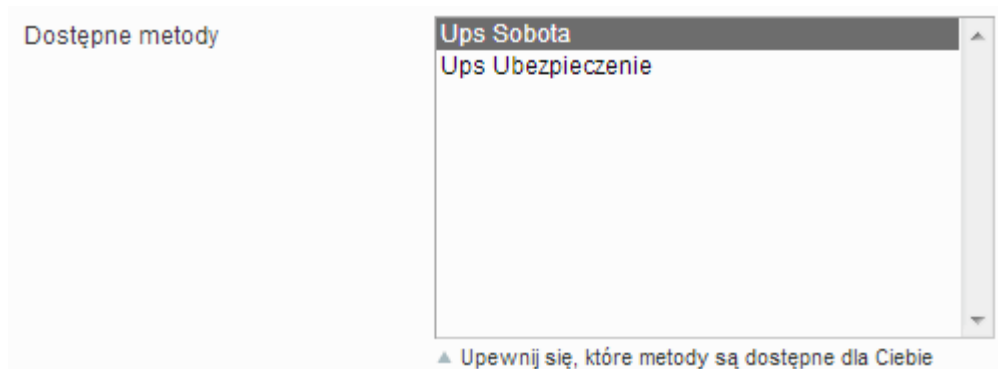 Dostępne metody
Ups Sobota
Ups Ubezpieczenie
Upewnij się, które metody są dostępne dla Ciebie